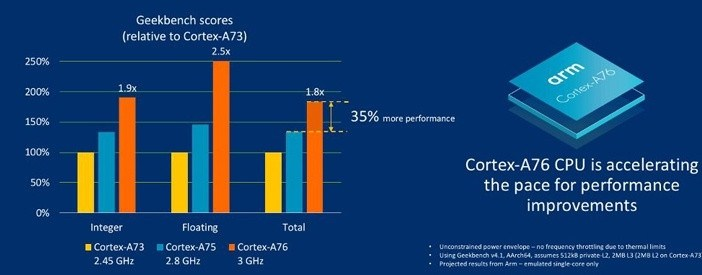 Geekbench scores
(relative to Cortex-A73)
2.5x
250%
1.9x
200%
1.8x
150%
35% more performance
100%
50%
0%
Integer
Floating
Total
Cortex-A73
Cortex-A75
Cortex-A76
2.45 GHz
2.8 GHz
3 GHz
arm
Cortex-A76
Cortex-A76 CPU is accelerating
the pace for performance
improvements
• Unconstrained power envelope – no frequency throttling due to thermal limits
• Using Geekbench v4.1, AArch64, assumes 512kB private-L2, 2MB L3 (2MB L2 on Cortex-A73
• Projected results from Arm – emulated single-core only